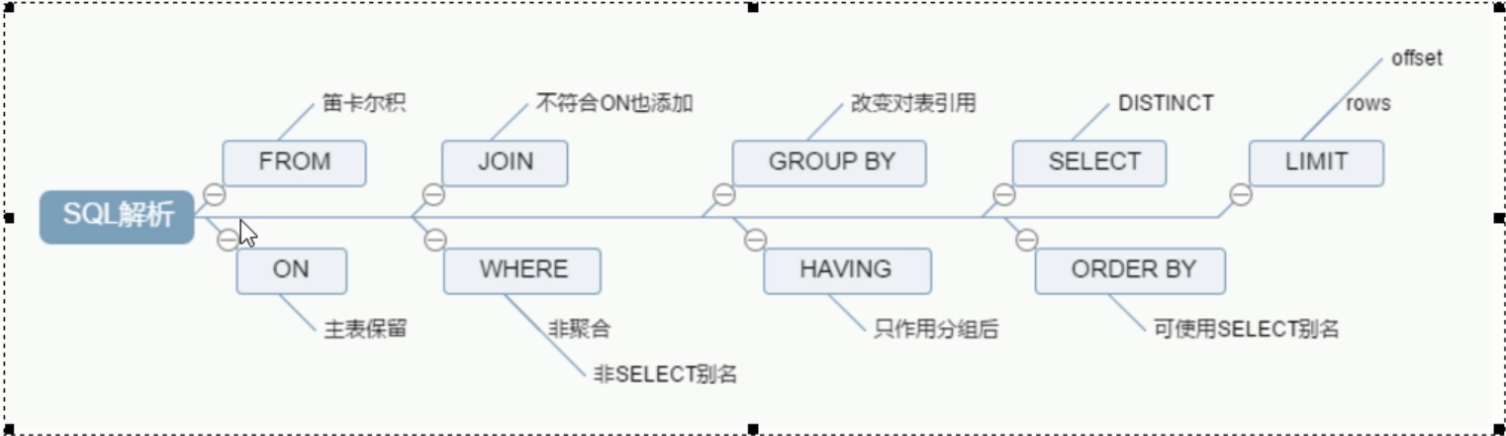 offset
笛卡尔积
不符合ON也添加
改变对表引用
DISTINCT
rows
FROM
JOIN
GROUP BY
SELECT
LIMIT
SQL解析
ON
WHERE
HAVING
ORDER BY
主表保留
非聚合
只作用分组后
可使用SELECT别名
非SELECT别名